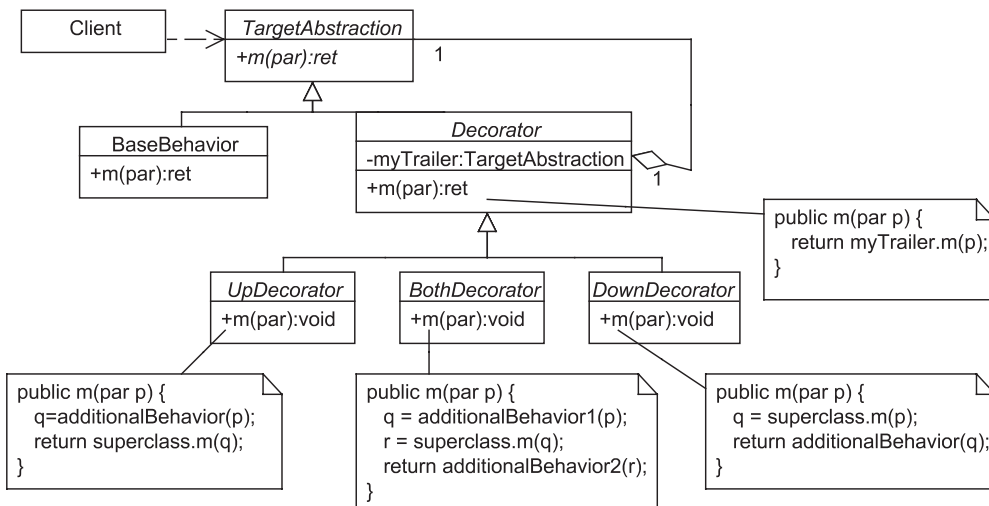 Client
TargetAbstraction
+m(par):ret
1
BaseBehavior
+m(par):ret
Decorator
-myTrailer:TargetAbstraction
+m(par):ret
1
public m(par p) {
return myTrailer.m(p);
}
UpDecorator
+m(par):void
BothDecorator
+m(par):void
DownDecorator
+m(par):void
public m(par p) {
q=additionalBehavior(p);
return superclass.m(q);
}
public m(par p) {
q = additionalBehavior1(p);
r = superclass.m(q);
return additionalBehavior2(r);
}
public m(par p) {
q = superclass.m(p);
return additionalBehavior(q);
}